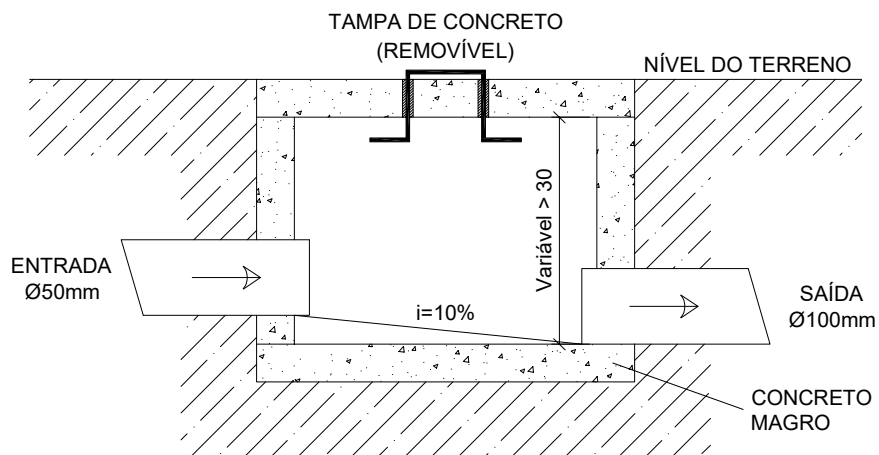 TAMPA DE CONCRETO
(REMOVÍVEL)
NÍVEL DO TERRENO
Variável > 30
ENTRADA
Ø50mm
i=10%
SAÍDA
Ø100mm
CONCRETO
MAGRO